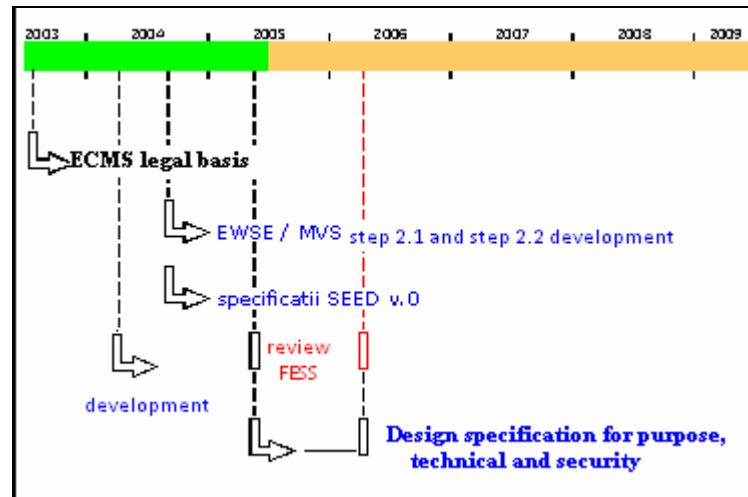 2003 2004 2005 2006 2007 2008 2009
ECMS legal basis
EWSE / MVS step 2.1 and step 2.2 development
specificatii SEED v.0
review
FESS
development
Design specification for purpose,
technical and security